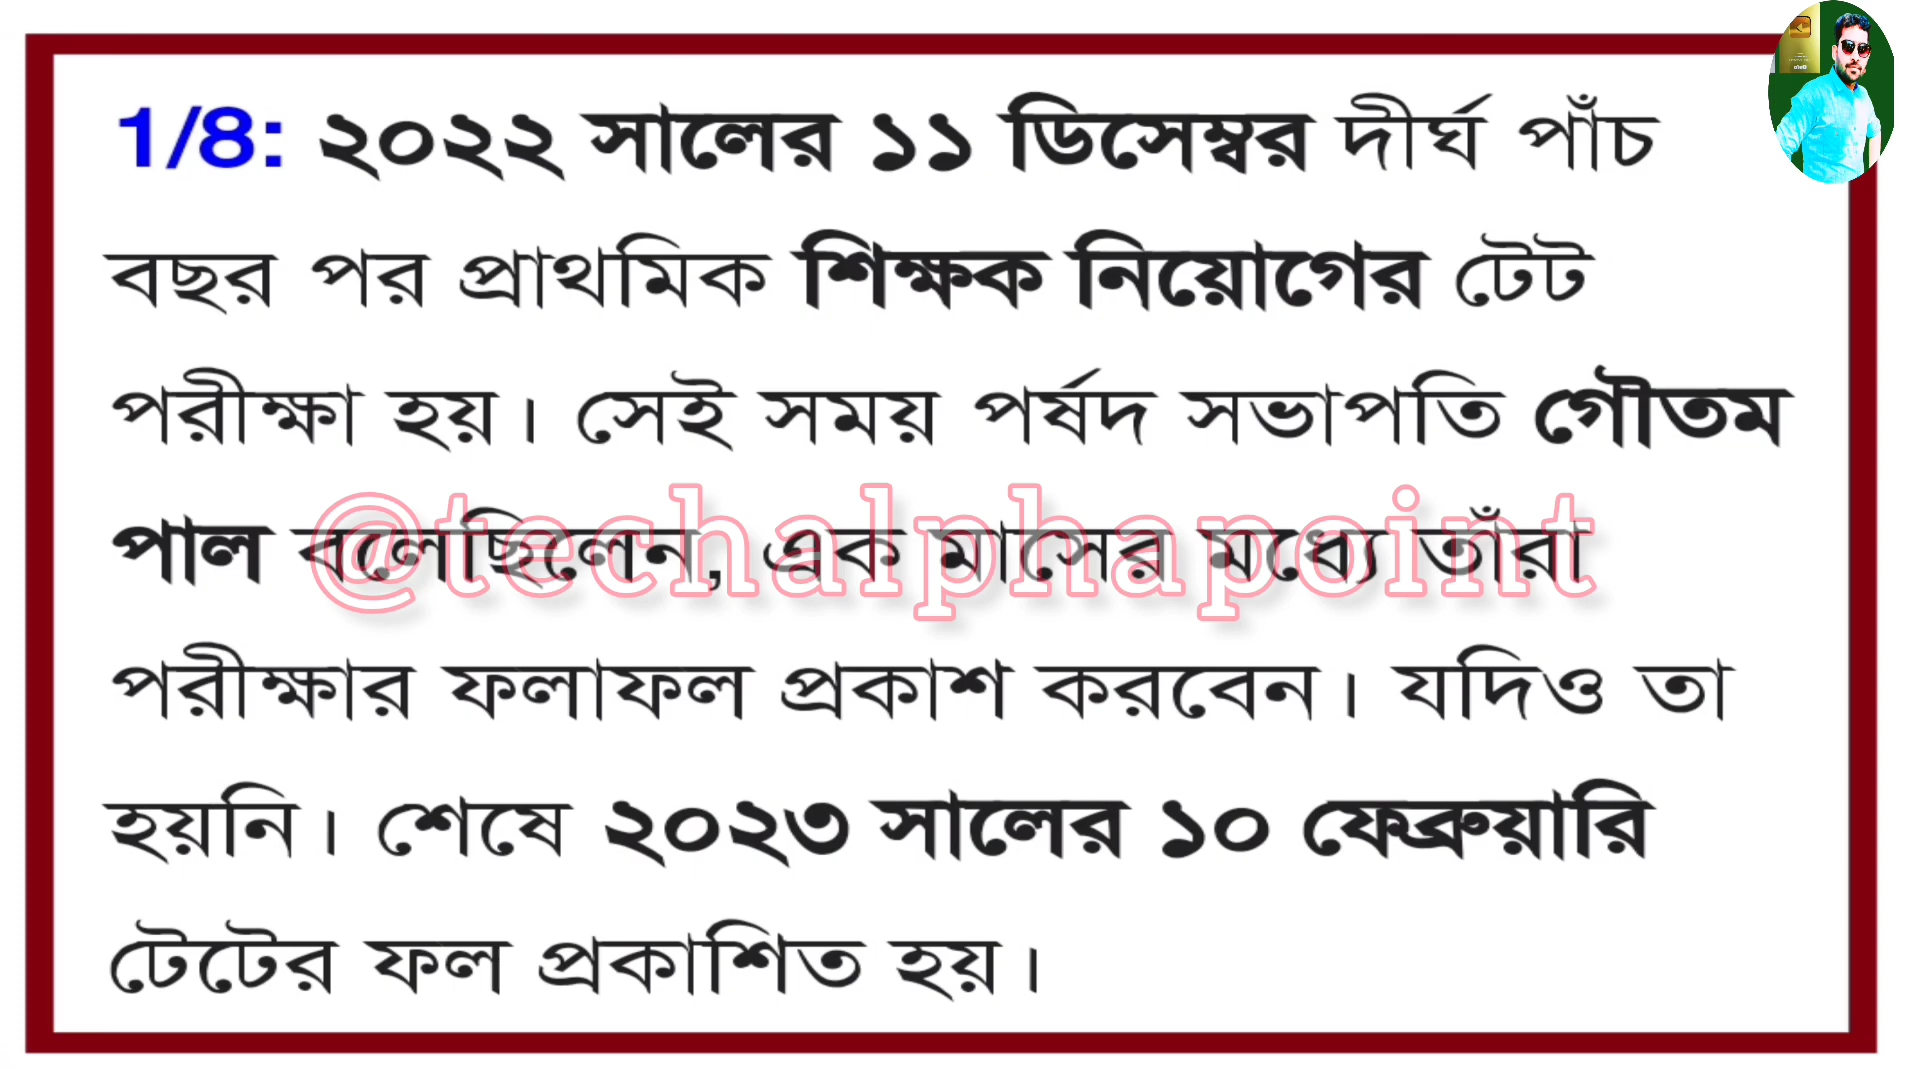 1/8: ২০২২ সালের ১১ ডিসেম্বর দীর্ঘ পাঁচ
বছর পর প্রাথমিক শিক্ষক নিয়োগের টেট
পরীক্ষা হয়। সেই সময় পর্ষদ সভাপতি গৌতম
পাল বলেছিলেন, এক মাসের মধ্যে তাঁরা
@techalphapoint
পরীক্ষার ফলাফল প্রকাশ করবেন। যদিও তা
হয়নি। শেষে ২০২৩ সালের ১০ ফেব্রুয়ারি
টেটের ফল প্রকাশিত হয়।